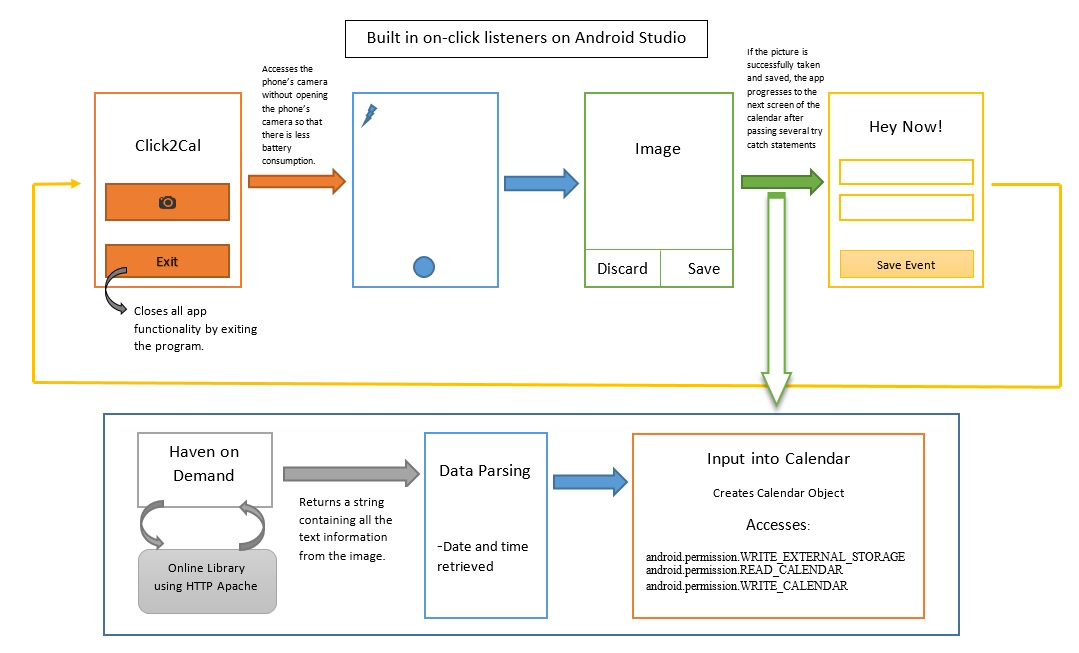 Built in on-click listeners on Android Studio
Accesses the
phone's camera
without opening
the phone's
camera so that
there is less
battery
consumption.
If the picture is
successfully taken
and saved, the app
progresses to the
next screen of the
calendar after
passing several try
catch statements
Click2Cal
Exit
Closes all app
functionality by exiting
the program.
Image
Discard
Save
Hey Now!
Save Event
Haven on
Demand
Online Library
using HTTP Apache
Returns a string
containing all the
text information
from the image.
Data Parsing
-Date and time
retrieved
Input into Calendar
Creates Calendar Object
Accesses:
android.permission.WRITE_EXTERNAL_STORAGE
android.permission.READ_CALENDAR
android.permission.WRITE_CALENDAR